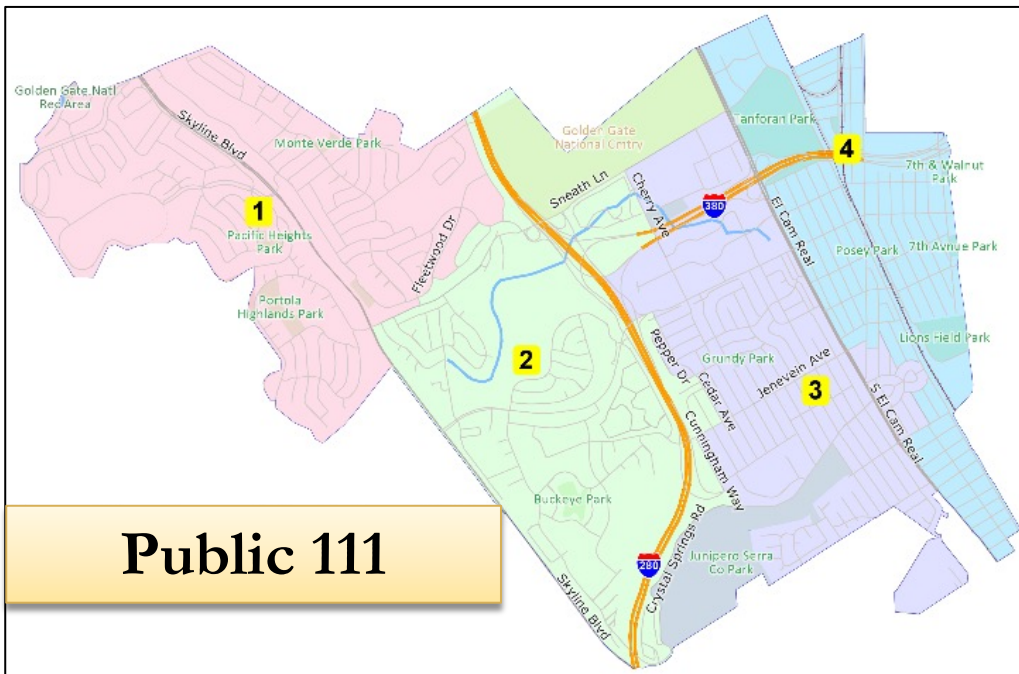 Golden Gate Natl
Rec Area
Skyline Blvd
Monte Verde Park
1
Pacific Heights
Park
Portola
Highlands Park
Fleetwood Dr
Golden Gate
National Cmtry
Sneath Ln
Cherry Ave
380
Tanforan Park
4
7th & Walnut
Park
El Cam Real
Posey Park
7th Avnue Park
Lions Field Park
2
Pepper Dr
Grundy Park
Cedar Ave
Jenevein Ave
3
S El Cam Real
Cunningham Way
Buckeye Park
Crystal Springs Rd
Junipero Serra
Co Park
280
Skyline Blvd
Public 111